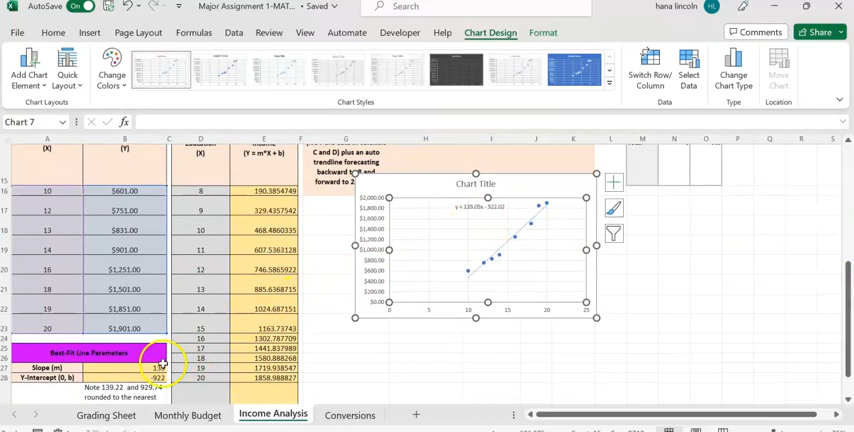 AutoSave On Major Assignment 1-MAT... • Saved Search hana lincoln HL
File Home Insert Page Layout Formulas Data Review View Automate Developer Help Chart Design Format Comments Share
Add Chart Quick Change Switch Row/ Select Change Move
Element Layout Colors Column Data Chart Type Chart
Chart Layouts Chart Styles Data Type Location
Chart 7 fx
A B C D E F G H I J K L M N O P Q R S
(X) (Y) (X) Income C and D) plus an auto
(Y = m*X + b) trendline forecasting
backward to
forward to 2
15
16 10 $601.00 8 190.3854749
17 12 $751.00 9 329.4357542
18 13 $831.00 10 468.4860335
19 14 $901.00 11 607.5363128
20 16 $1,251.00 12 746.5865922
21 18 $1,501.00 13 885.6368715
22 19 $1,851.00 14 1024.687151
23 20 $1,901.00 15 1163.73743
24 16 1302.787709
25 Best-Fit Line Parameters 17 1441.837989
26 18 1580.888268
27 Slope (m) 19 1719.938547
28 Y-Intercept (0, b) -922 20 1858.988827
Note 139.22 and 929.74
rounded to the nearest
Chart Title
y = 139.05x - 922.02
$2,000.00
$1,800.00
$1,600.00
$1,400.00
$1,200.00
$1,000.00
$800.00
$600.00
$400.00
$200.00
$0.00
0 5 10 15 20 25
Grading Sheet Monthly Budget Income Analysis Conversions